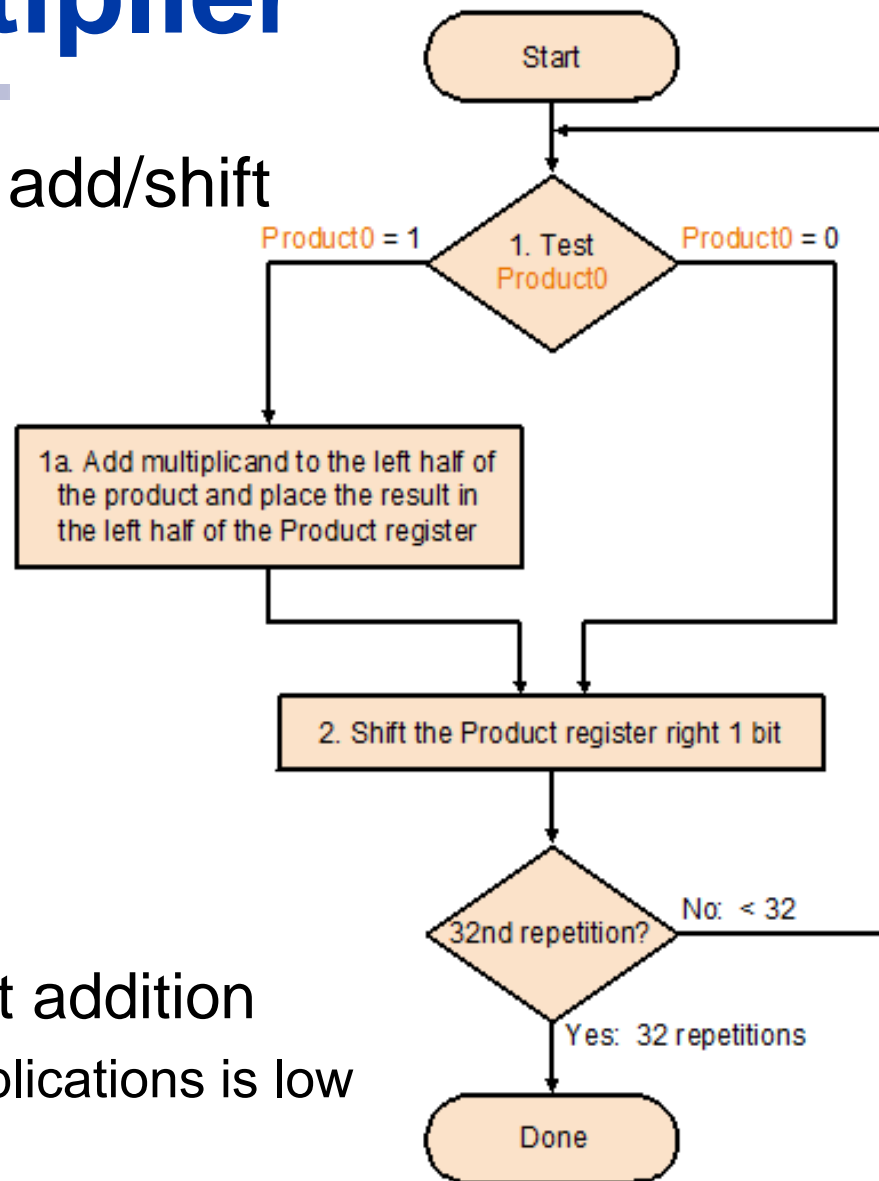 tiplier
add/shift
Start
Product0 = 1
1. Test
Product0
Product0 = 0
1a. Add multiplicand to the left half of
the product and place the result in
the left half of the Product register
2. Shift the Product register right 1 bit
32nd repetition?
No: < 32
t addition
Yes: 32 repetitions
plications is low
Done